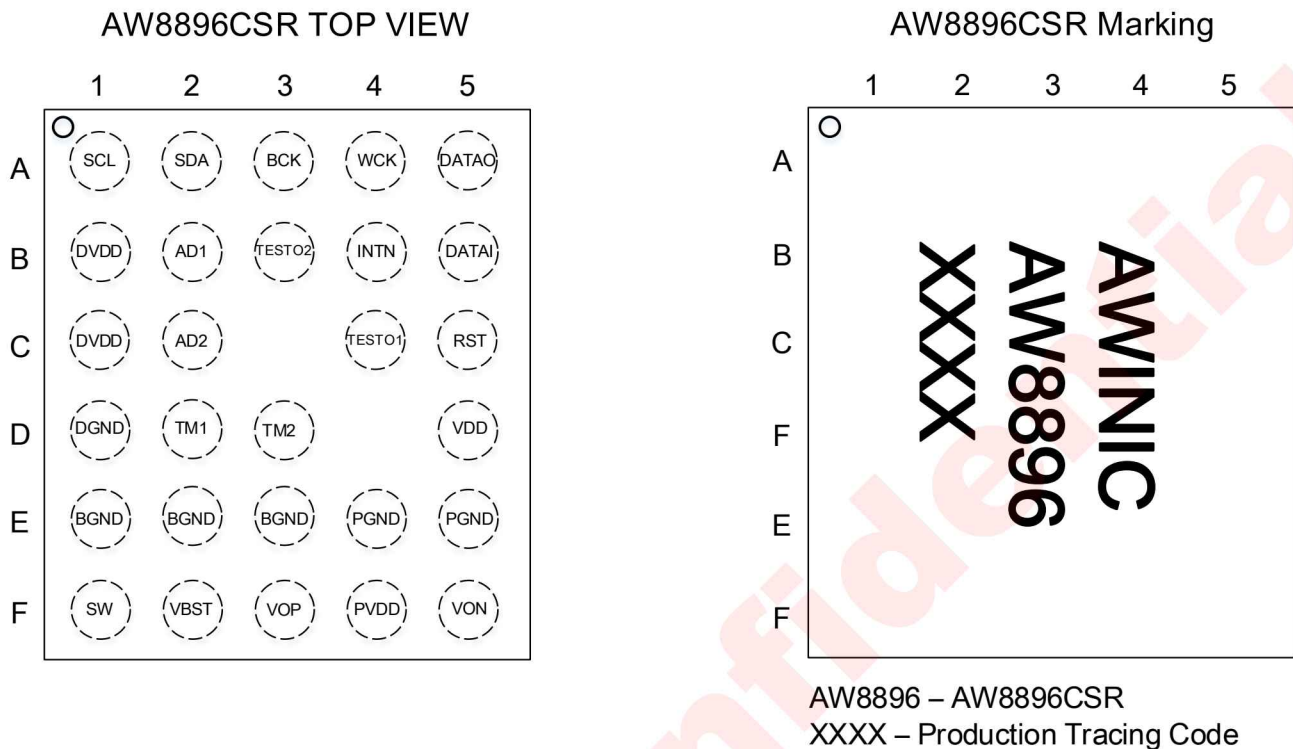 AW8896CSR TOP VIEW
1 2 3 4 5
A SCL SDA BCK WCK DATAO
B DVDD AD1 TESTO2 INTN DATAI
C DVDD AD2 TESTO1 RST
D DGND TM1 TM2 VDD
E BGND BGND BGND PGND PGND
F SW VBST VOP PVDD VON
AW8896CSR Marking
1 2 3 4 5
A
B
C
F
E
F
AWINIC
AW8896
XXXX
AW8896 – AW8896CSR
XXXX – Production Tracing Code
nfidential